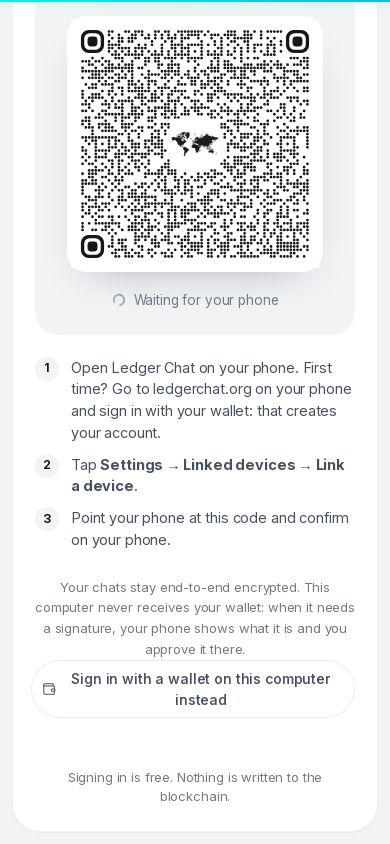 Waiting for your phone
1
Open Ledger Chat on your phone. First
time? Go to ledgerchat.org on your phone
and sign in with your wallet: that creates
your account.
2
Tap Settings → Linked devices → Link
a device.
3
Point your phone at this code and confirm
on your phone.
Your chats stay end-to-end encrypted. This
computer never receives your wallet: when it needs
a signature, your phone shows what it is and you
approve it there.
Sign in with a wallet on this computer
instead
Signing in is free. Nothing is written to the
blockchain.